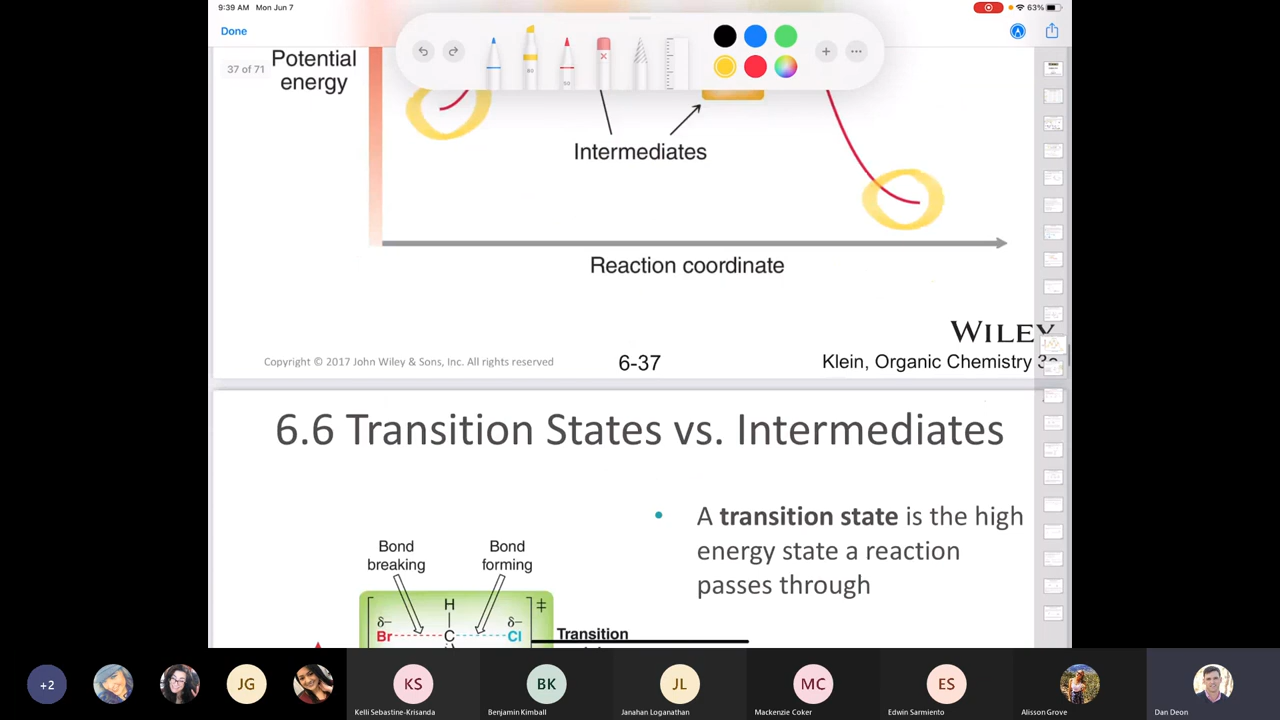 9:39 AM Mon Jun 7
63%
Done
80
50
37 of 71
Potential
energy
Intermediates
Reaction coordinate
WILEY
Copyright © 2017 John Wiley & Sons, Inc. All rights reserved
6-37
Klein, Organic Chemistry 3e
6.6 Transition States vs. Intermediates
• A transition state is the high
energy state a reaction
passes through
Bond
breaking
Bond
forming
H
‡
δ−
δ−
Br
C
Cl
Transition
+2
JG
KS
BK
JL
MC
ES
Kelli Sebastine-Krisanda
Benjamin Kimball
Janahan Loganathan
Mackenzie Coker
Edwin Sarmiento
Alisson Grove
Dan Deon